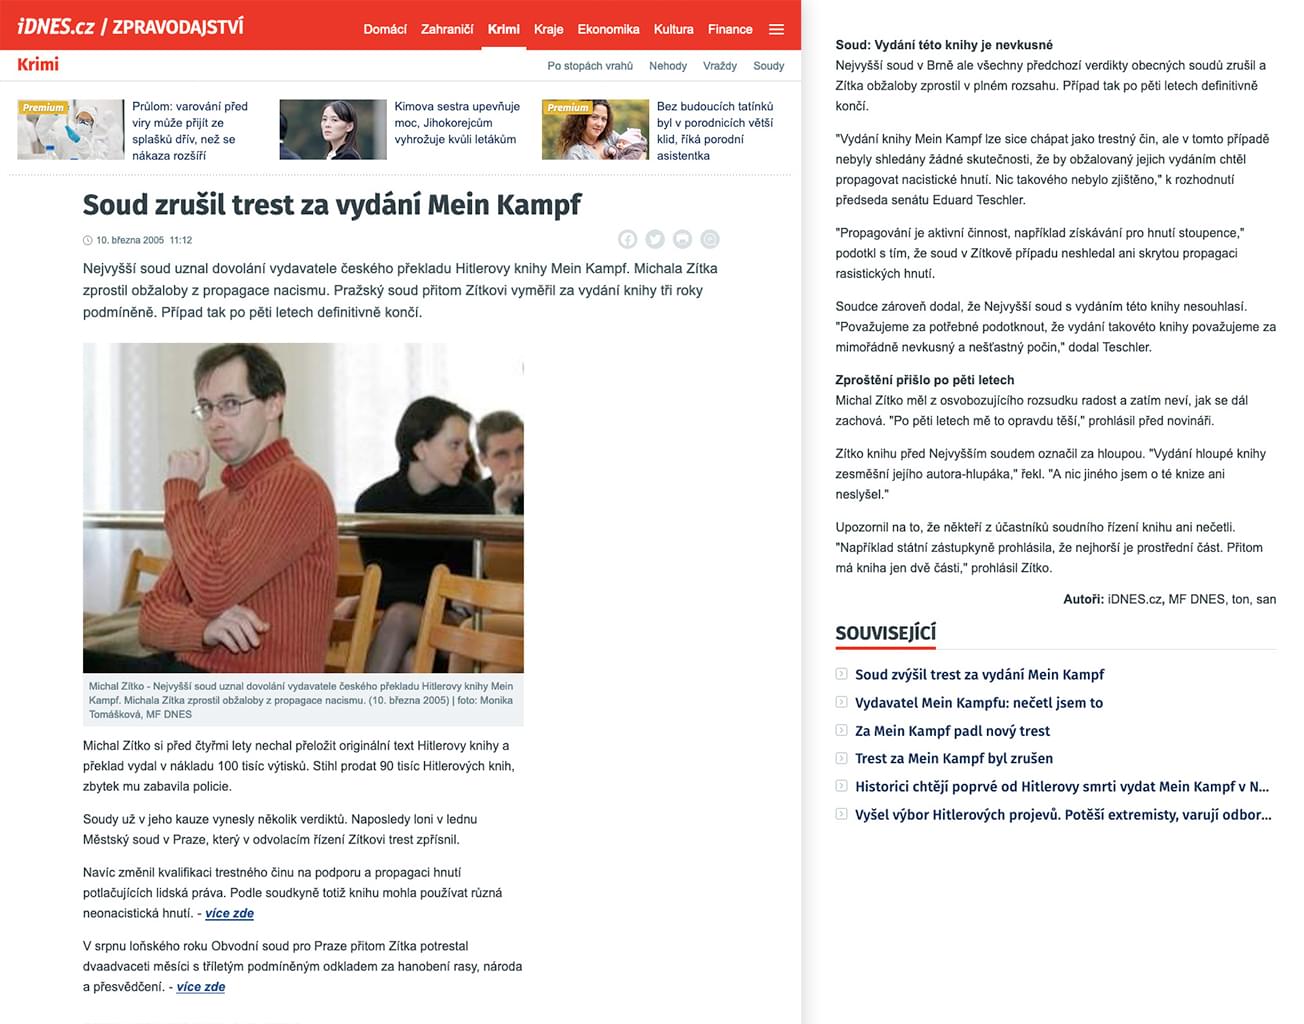 iDNES.cz / ZPRAVODAJSTVÍ
Domácí Zahraničí Krimi Kraje Ekonomika Kultura Finance
Krimi
Po stopách vrahů Nehody Vraždy Soudy
Premium
Průlom: varování před
viry může přijít ze
splašků dřív, než se
nákaza rozšíří
Kimova sestra upevňuje
moc, Jihokorejcům
vyhrožuje kvůli letákům
Premium
Bez budoucích tatínků
byl v porodnicích větší
klid, říká porodní
asistentka
Soud zrušil trest za vydání Mein Kampf
10. března 2005 11:12
Nejvyšší soud uznal dovolání vydavatele českého překladu Hitlerovy knihy Mein Kampf. Michala Zítka
zprostil obžaloby z propagace nacismu. Pražský soud přitom Zítkovi vyměřil za vydání knihy tři roky
podmíněně. Případ tak po pěti letech definitivně končí.
Michal Zítko - Nejvyšší soud uznal dovolání vydavatele českého překladu Hitlerovy knihy Mein
Kampf. Michala Zítka zprostil obžaloby z propagace nacismu. (10. března 2005) | foto: Monika
Tomášková, MF DNES
Michal Zítko si před čtyřmi lety nechal přeložit originální text Hitlerovy knihy a
překlad vydal v nákladu 100 tisíc výtisků. Stihl prodat 90 tisíc Hitlerových knih,
zbytek mu zabavila policie.
Soudy už v jeho kauze vynesly několik verdiktů. Naposledy loni v lednu
Městský soud v Praze, který v odvolacím řízení Zítkovi trest zpřísnil.
Navíc změnil kvalifikaci trestného činu na podporu a propagaci hnutí
potlačujících lidská práva. Podle soudkyně totiž knihu mohla používat různá
neonacistická hnutí. - více zde
V srpnu loňského roku Obvodní soud pro Praze přitom Zítka potrestal
dvaadvaceti měsíci s tříletým podmíněným odkladem za hanobení rasy, národa
a přesvědčení. - více zde
Soud: Vydání této knihy je nevkusné
Nejvyšší soud v Brně ale všechny předchozí verdikty obecných soudů zrušil a
Zítka obžaloby zprostil v plném rozsahu. Případ tak po pěti letech definitivně
končí.
"Vydání knihy Mein Kampf lze sice chápat jako trestný čin, ale v tomto případě
nebyly shledány žádné skutečnosti, že by obžalovaný jejich vydáním chtěl
propagovat nacistické hnutí. Nic takového nebylo zjištěno," k rozhodnutí
předseda senátu Eduard Teschler.
"Propagování je aktivní činnost, například získávání pro hnutí stoupence,"
podotkl s tím, že soud v Zítkově případu neshledal ani skrytou propagaci
rasistických hnutí.
Soudce zároveň dodal, že Nejvyšší soud s vydáním této knihy nesouhlasí.
"Považujeme za potřebné podotknout, že vydání takovéto knihy považujeme za
mimořádně nevkusný a nešťastný počin," dodal Teschler.
Zproštění přišlo po pěti letech
Michal Zítko měl z osvobozujícího rozsudku radost a zatím neví, jak se dál
zachová. "Po pěti letech mě to opravdu těší," prohlásil před novináři.
Zítko knihu před Nejvyšším soudem označil za hloupou. "Vydání hloupé knihy
zesměšní jejího autora-hlupáka," řekl. "A nic jiného jsem o té knize ani
neslyšel."
Upozornil na to, že někteří z účastníků soudního řízení knihu ani nečetli.
"Například státní zástupkyně prohlásila, že nejhorší je prostřední část. Přitom
má kniha jen dvě části," prohlásil Zítko.
Autoři: iDNES.cz, MF DNES, ton, san
SOUVISEJÍCÍ
Soud zvýšil trest za vydání Mein Kampf
Vydavatel Mein Kampfu: nečetl jsem to
Za Mein Kampf padl nový trest
Trest za Mein Kampf byl zrušen
Historici chtějí poprvé od Hitlerovy smrti vydat Mein Kampf v N...
Vyšel výbor Hitlerových projevů. Potěší extremisty, varují odbor...